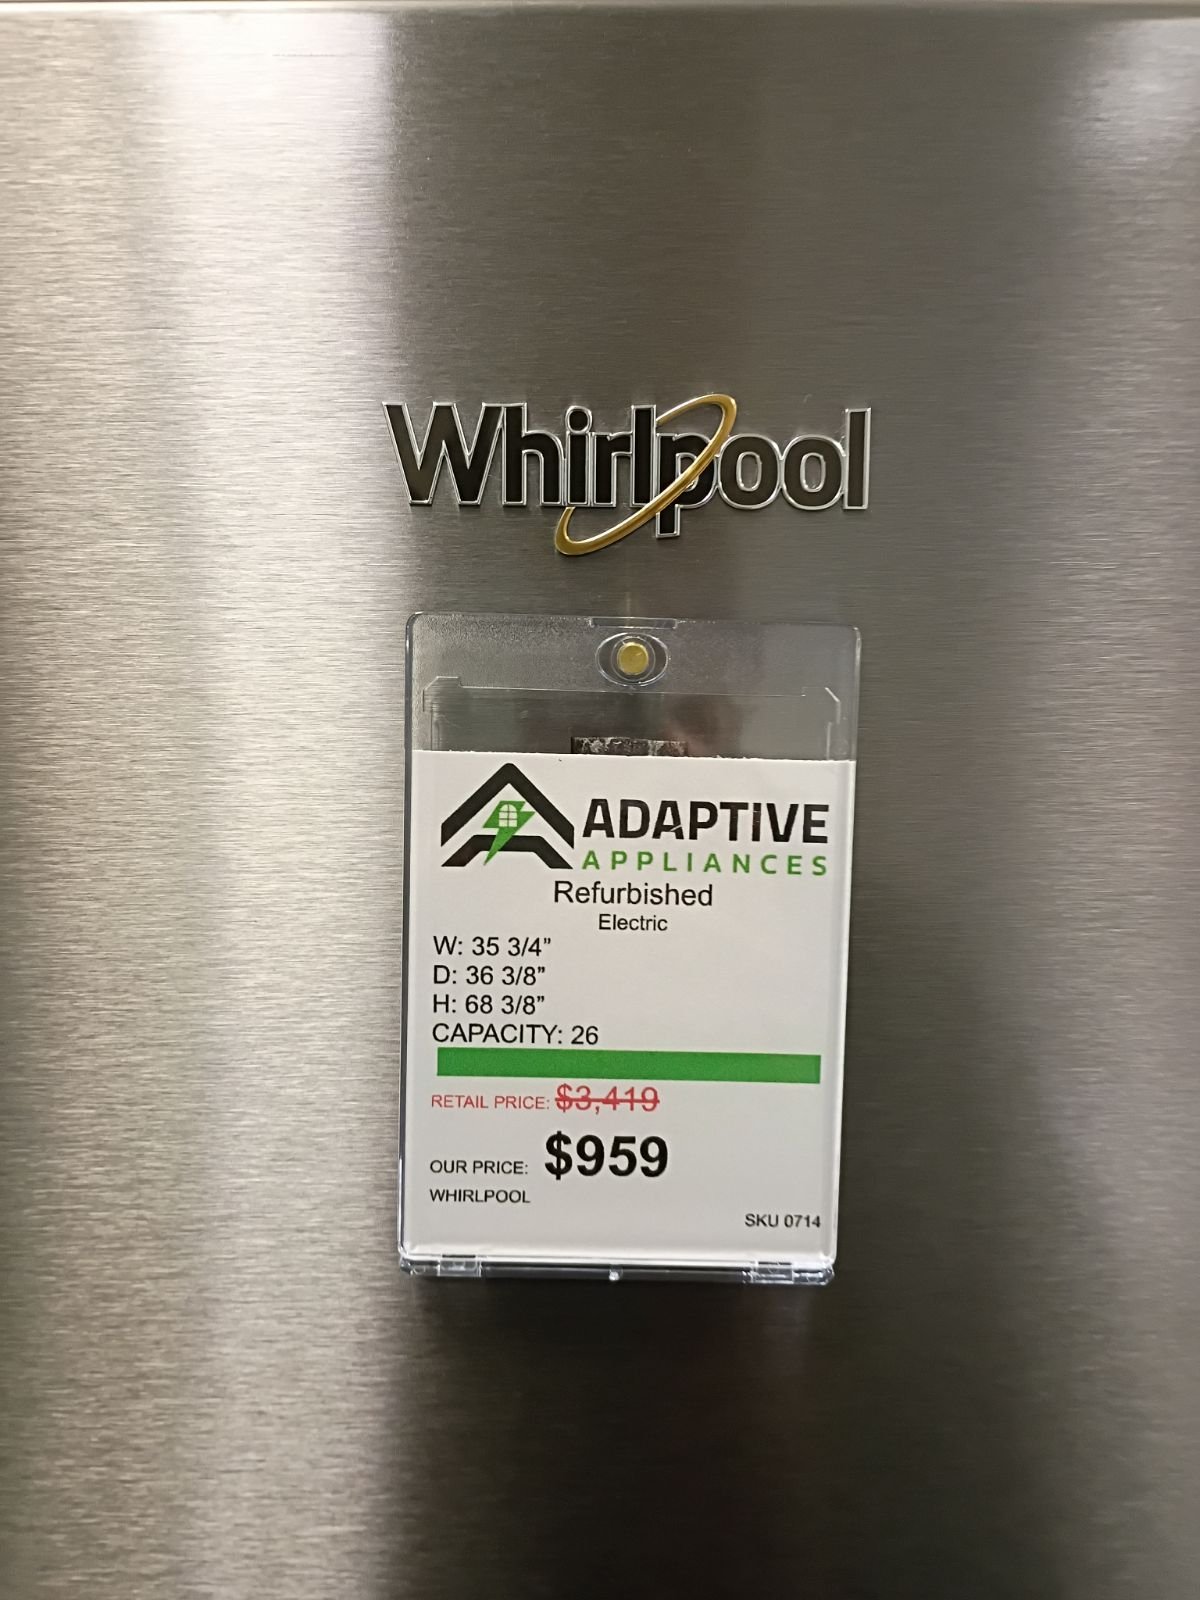 Whirlpool
ADAPTIVE
APPLIANCES
Refurbished
Electric
W: 35 3/4”
D: 36 3/8”
H: 68 3/8”
CAPACITY: 26
RETAIL PRICE: $3,419
OUR PRICE: $959
WHIRLPOOL
SKU 0714